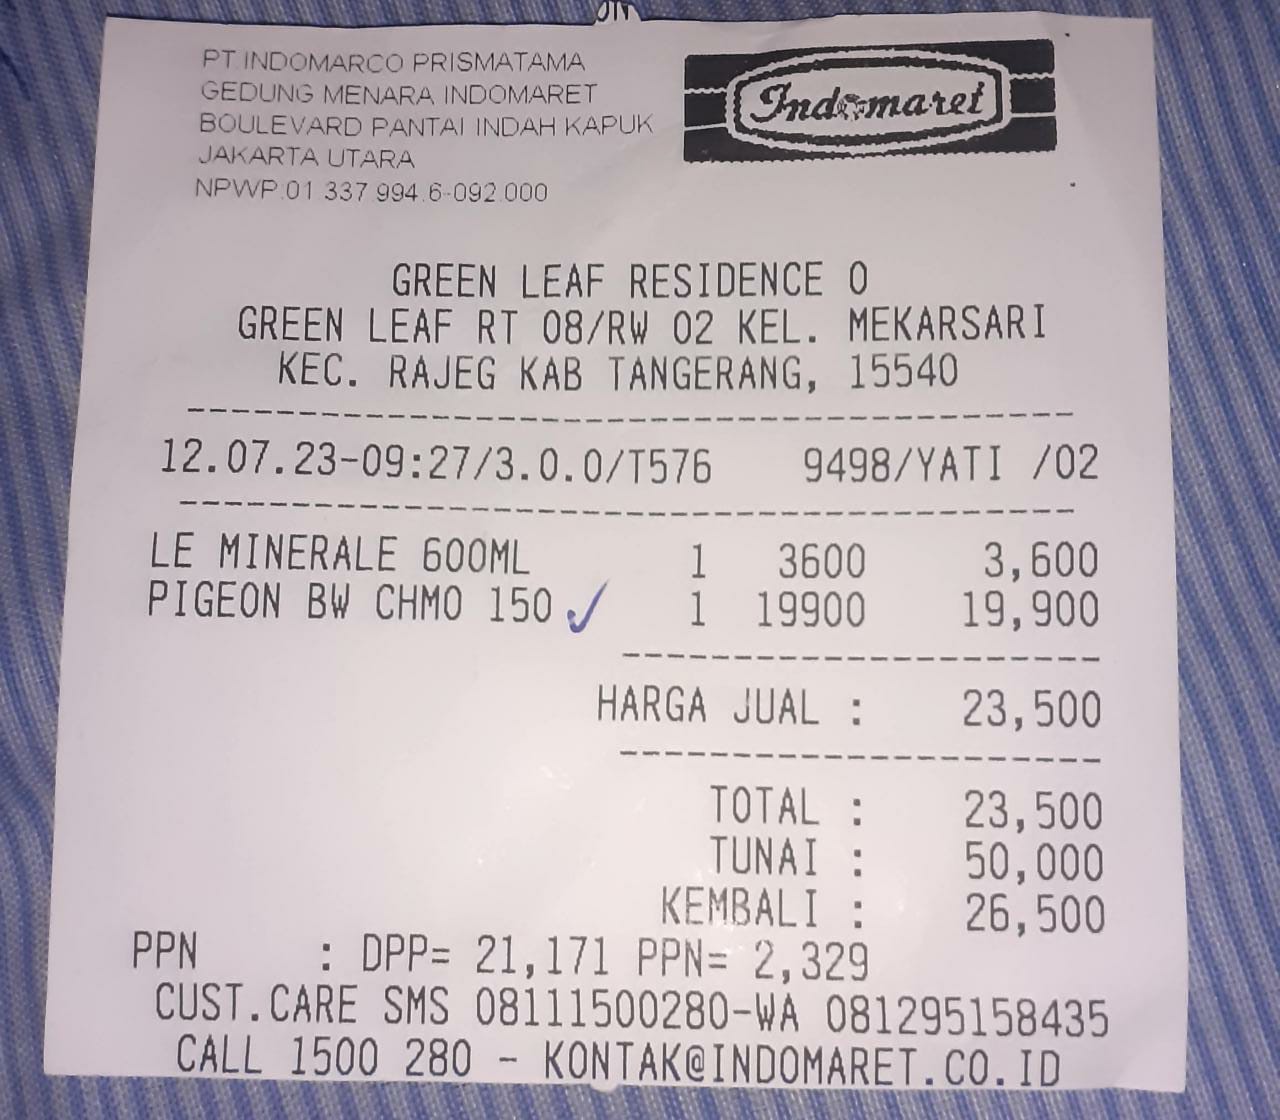 PT.INDOMARCO PRISMATAMA
GEDUNG MENARA INDOMARET
BOULEVARD PANTAI INDAH KAPUK
JAKARTA UTARA
NPWP.01 337 994.6-092.000
Indomaret
GREEN LEAF RESIDENCE O
GREEN LEAF RT 08/RW 02 KEL. MEKARSARI
KEC. RAJEG KAB TANGERANG, 15540
12.07.23-09:27/3.0.0/T576 9498/YATI /02
LE MINERALE 600ML 1 3600 3,600
PIGEON BW CHMO 150 1 19900 19,900
HARGA JUAL : 23,500
TOTAL : 23,500
TUNAI : 50,000
KEMBALI : 26,500
PPN : DPP= 21,171 PPN= 2,329
CUST.CARE SMS 08111500280-WA 081295158435
CALL 1500 280 - KONTAK@INDOMARET.CO.ID